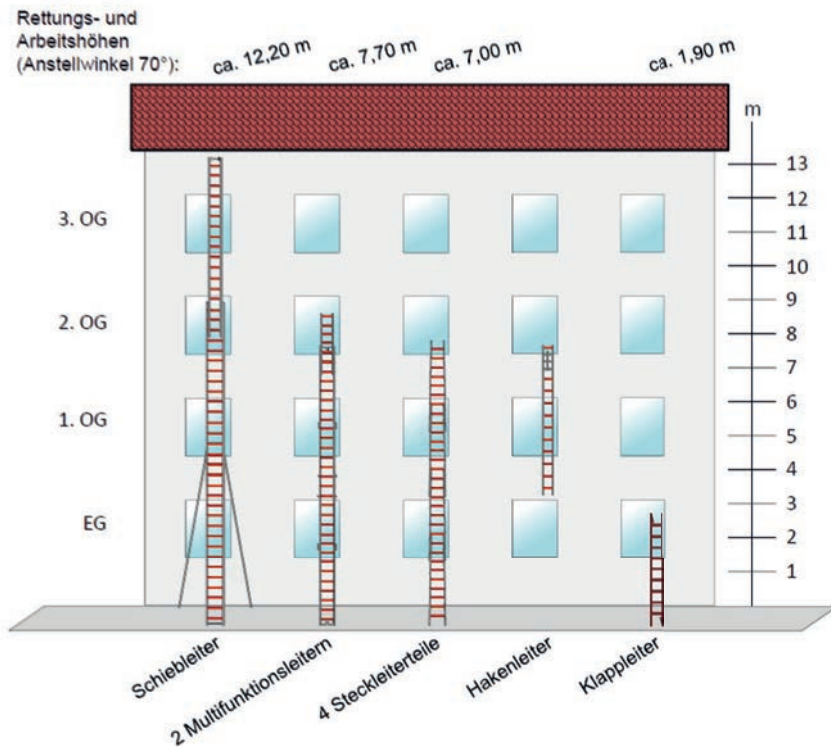 Rettungs- und
Arbeitshöhen
(Anstellwinkel 70°):
ca. 12,20 m
ca. 7,70 m
ca. 7,00 m
ca. 1,90 m
m
13
12
3. OG
11
10
9
2. OG
8
7
6
1. OG
5
4
3
EG
2
1
Schiebleiter
2 Multifunktionsleitern
4 Steckleiterteile
Hakenleiter
Klappleiter